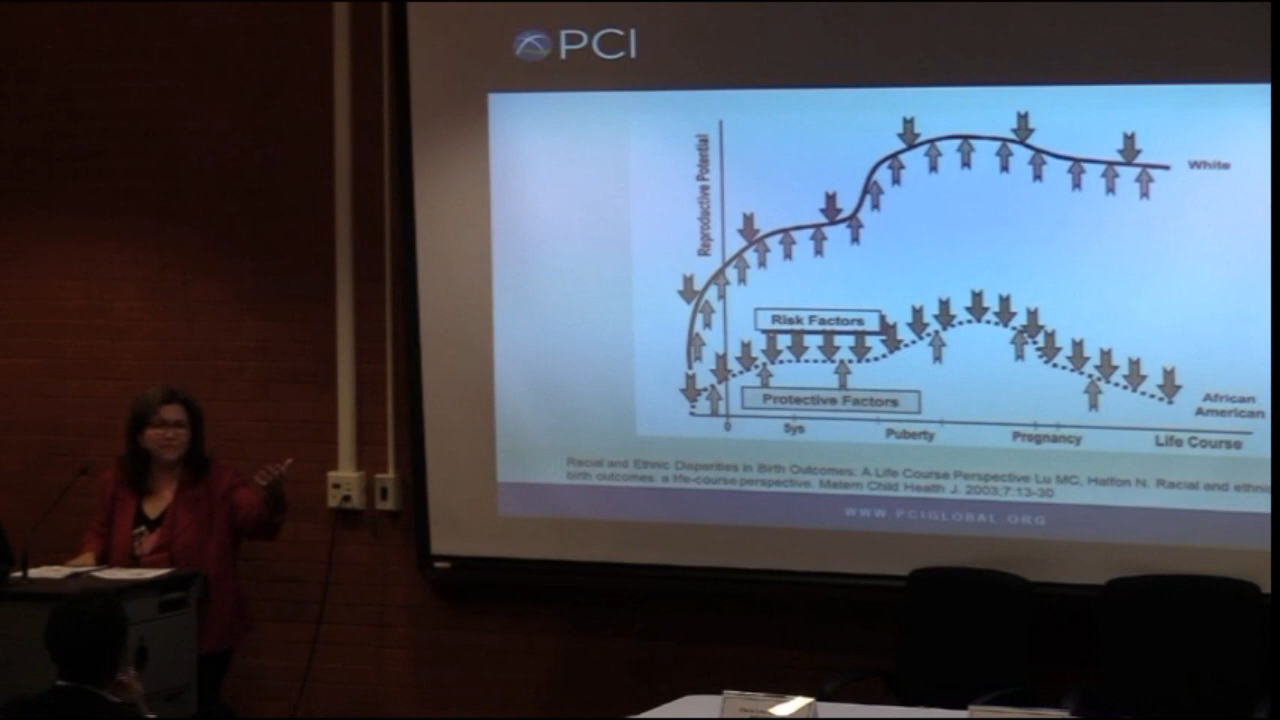 PCI
Reproductive Potential
White
Risk Factors
Protective Factors
African
American
0
5ys
Puberty
Pregnancy
Life Course
Racial and Ethnic Disparities in Birth Outcomes: A Life Course Perspective Lu MC, Halfon N. Racial and ethnic
birth outcomes: a life-course perspective. Matern Child Health J. 2003;7:13-30
WWW.PCIGLOBAL.ORG